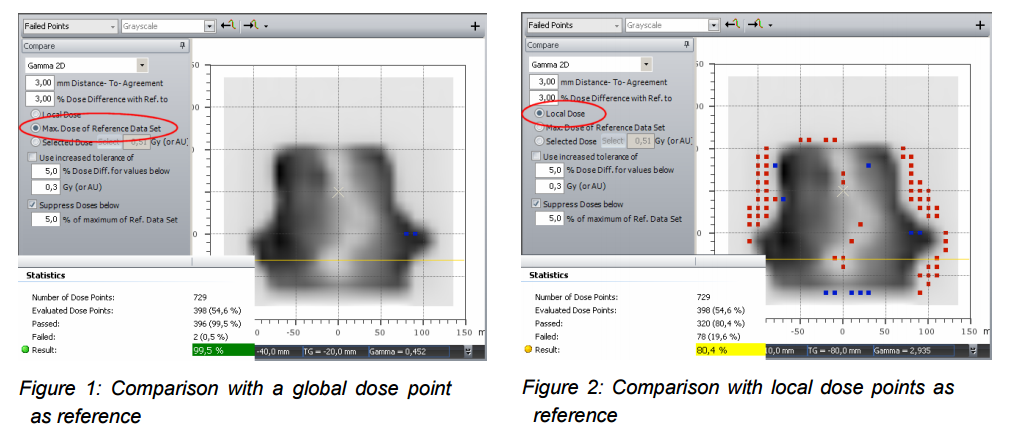 Failed Points
Grayscale
Compare
Gamma 2D
3,00 mm Distance- To-Agreement
3,00 % Dose Difference with Ref. to
Local Dose
Max. Dose of Reference Data Set
Selected Dose Select 0,51 Gy (or AU)
Use increased tolerance of
5,0 % Dose Diff. for values below
0,3 Gy (or AU)
Suppress Doses below
5,0 % of maximum of Ref. Data Set
Statistics
Number of Dose Points: 729
Evaluated Dose Points: 398 (54,6 %)
Passed: 396 (99,5 %)
Failed: 2 (0,5 %)
Result: 99,5 %
0
-50 0 50 100 150
-40,0 mm TG = -20,0 mm Gamma = 0,452
Figure 1: Comparison with a global dose point
as reference
Failed Points
Grayscale
Compare
Gamma 2D
3,00 mm Distance- To-Agreement
3,00 % Dose Difference with Ref. to
Local Dose
Max. Dose of Reference Data Set
Selected Dose Select 0,51 Gy (or AU)
Use increased tolerance of
5,0 % Dose Diff. for values below
0,3 Gy (or AU)
Suppress Doses below
5,0 % of maximum of Ref. Data Set
Statistics
Number of Dose Points: 729
Evaluated Dose Points: 398 (54,6 %)
Passed: 320 (80,4 %)
Failed: 78 (19,6 %)
Result: 80,4 %
0
-50 0 50 100 150
0,0 mm TG = -80,0 mm Gamma = 2,935
Figure 2: Comparison with local dose points as
reference